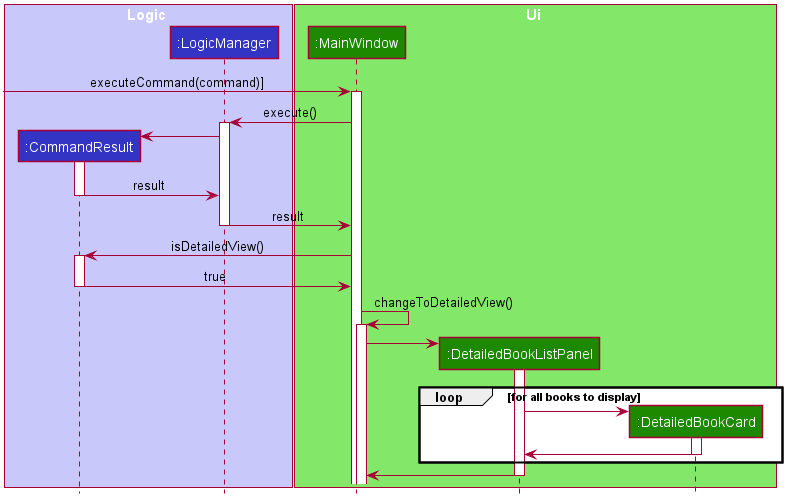 Logic
Ui
:LogicManager
:MainWindow
executeCommand(command)]
execute()
:CommandResult
result
result
isDetailedView()
true
changeToDetailedView()
:DetailedBookListPanel
loop
[for all books to display]
:DetailedBookCard